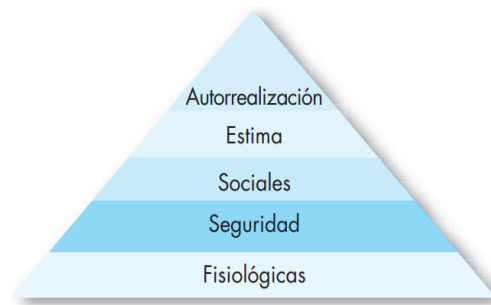 Autorrealización
Estima
Sociales
Seguridad
Fisiológicas